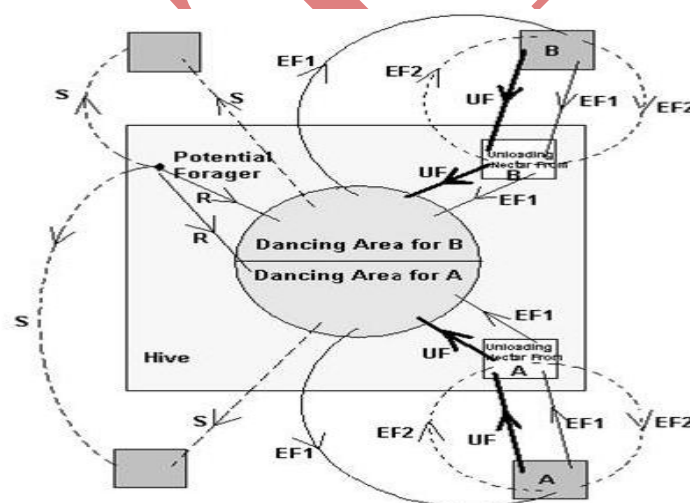 B
EF1
EF2
UF
EF1
EF2
S
S
Potential
Forager
Unloading
Nectar From
B
UF
R
EF1
R
Dancing Area for B
Dancing Area for A
S
EF1
Hive
UF
Unloading
Nectar From
A
S
EF1
EF2
UF
EF1
EF2
A